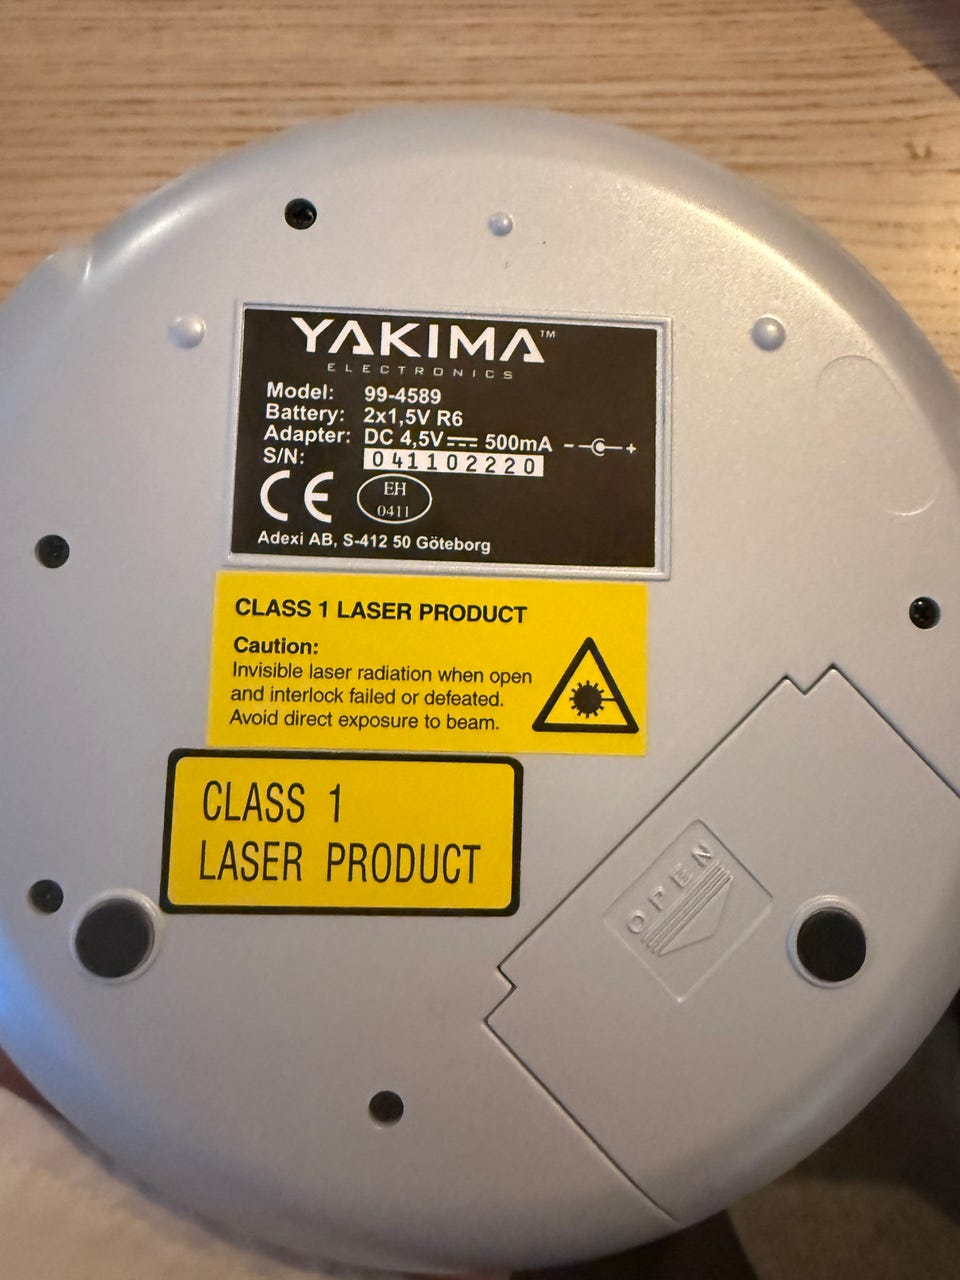 YAKIMA™
ELECTRONICS
Model: 99-4589
Battery: 2x1,5V R6
Adapter: DC 4,5V 500mA - +
S/N: 041102220
CE EH
0411
Adexi AB, S-412 50 Göteborg
CLASS 1 LASER PRODUCT
Caution:
Invisible laser radiation when open
and interlock failed or defeated.
Avoid direct exposure to beam.
CLASS 1
LASER PRODUCT
OPEN